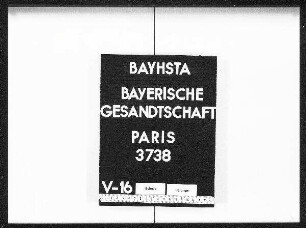 BAYHSTA
BAYERISCHE
GESANDTSCHAFT
PARIS
3738
V-16